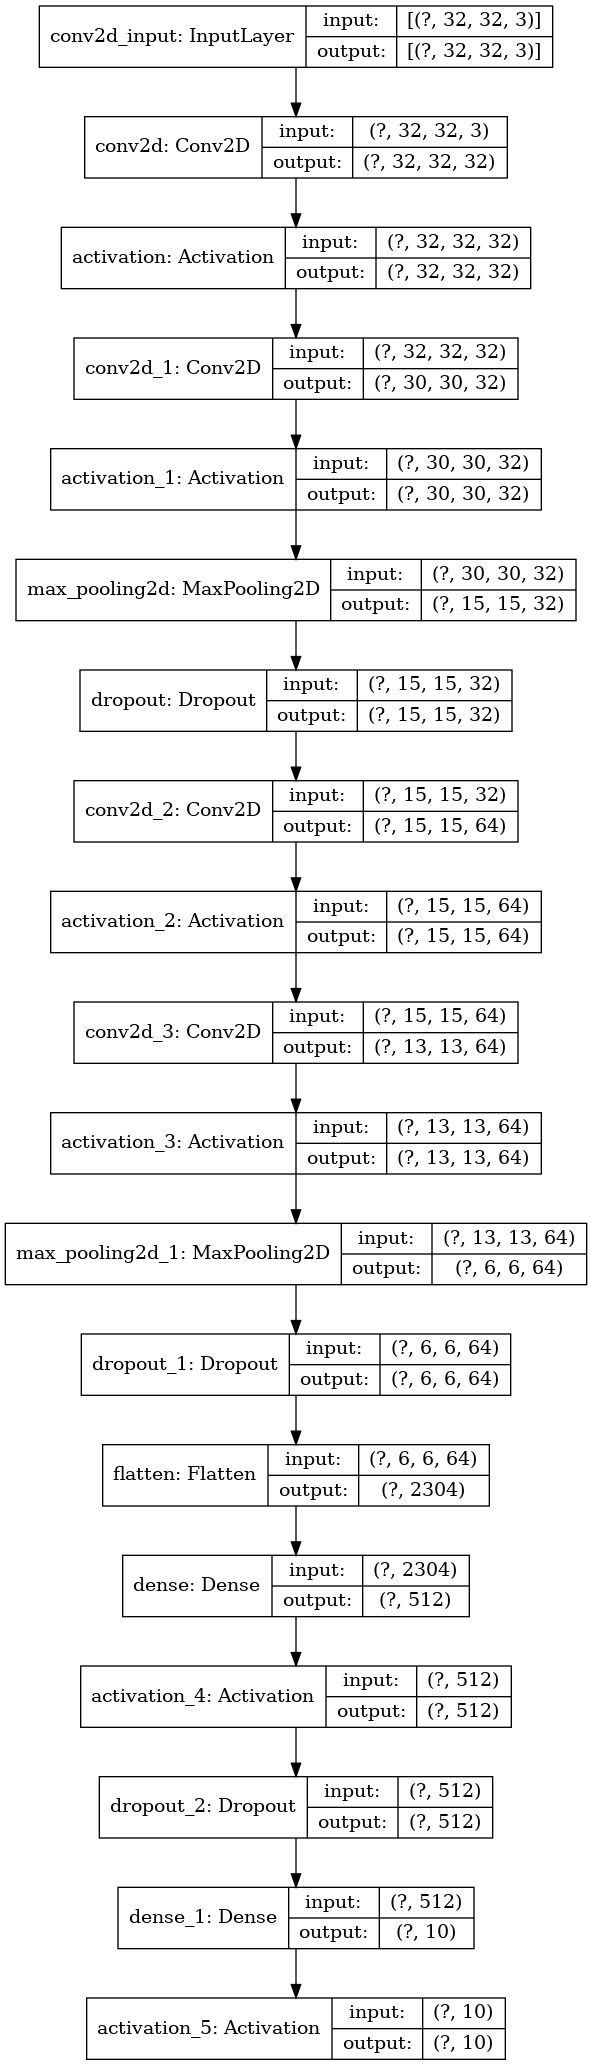 conv2d_input: InputLayer
input: [(?, 32, 32, 3)]
output: [(?, 32, 32, 3)]
conv2d: Conv2D
input: (?, 32, 32, 3)
output: (?, 32, 32, 32)
activation: Activation
input: (?, 32, 32, 32)
output: (?, 32, 32, 32)
conv2d_1: Conv2D
input: (?, 32, 32, 32)
output: (?, 30, 30, 32)
activation_1: Activation
input: (?, 30, 30, 32)
output: (?, 30, 30, 32)
max_pooling2d: MaxPooling2D
input: (?, 30, 30, 32)
output: (?, 15, 15, 32)
dropout: Dropout
input: (?, 15, 15, 32)
output: (?, 15, 15, 32)
conv2d_2: Conv2D
input: (?, 15, 15, 32)
output: (?, 15, 15, 64)
activation_2: Activation
input: (?, 15, 15, 64)
output: (?, 15, 15, 64)
conv2d_3: Conv2D
input: (?, 15, 15, 64)
output: (?, 13, 13, 64)
activation_3: Activation
input: (?, 13, 13, 64)
output: (?, 13, 13, 64)
max_pooling2d_1: MaxPooling2D
input: (?, 13, 13, 64)
output: (?, 6, 6, 64)
dropout_1: Dropout
input: (?, 6, 6, 64)
output: (?, 6, 6, 64)
flatten: Flatten
input: (?, 6, 6, 64)
output: (?, 2304)
dense: Dense
input: (?, 2304)
output: (?, 512)
activation_4: Activation
input: (?, 512)
output: (?, 512)
dropout_2: Dropout
input: (?, 512)
output: (?, 512)
dense_1: Dense
input: (?, 512)
output: (?, 10)
activation_5: Activation
input: (?, 10)
output: (?, 10)